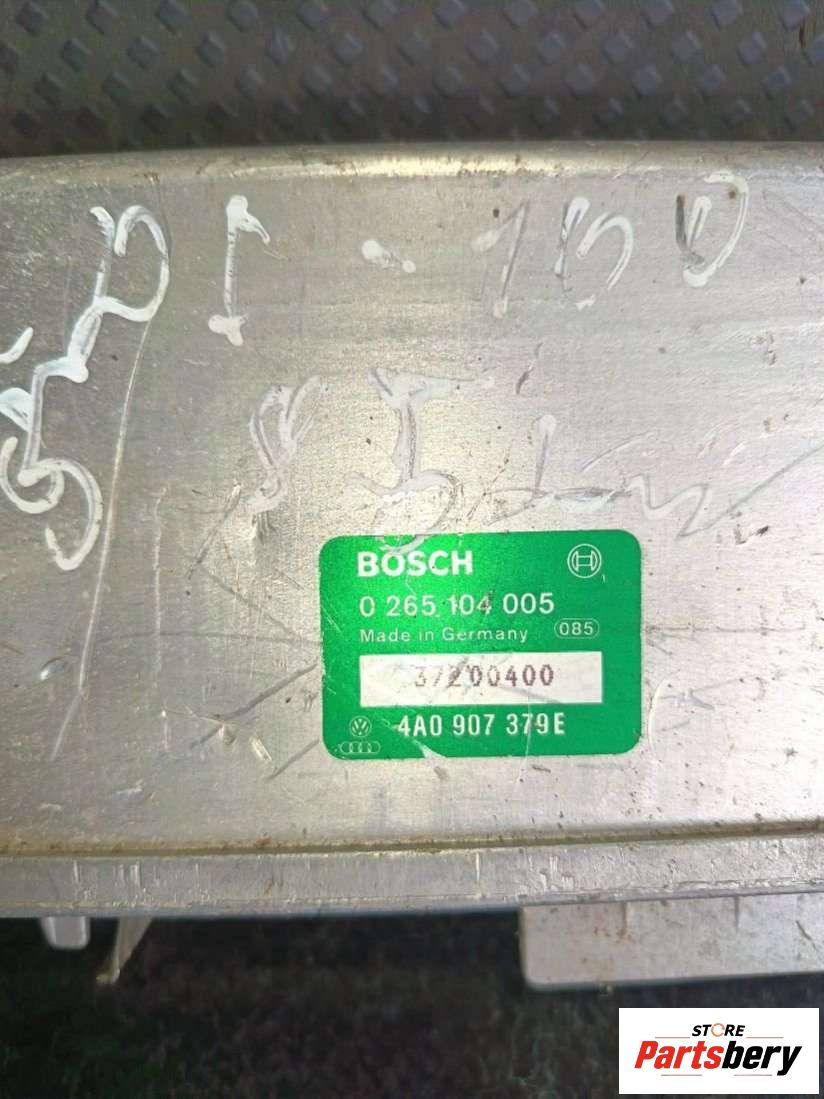 BOSCH
0 265 104 005
Made in Germany 085
37200400
4A0 907 379E
STORE
Partsbery